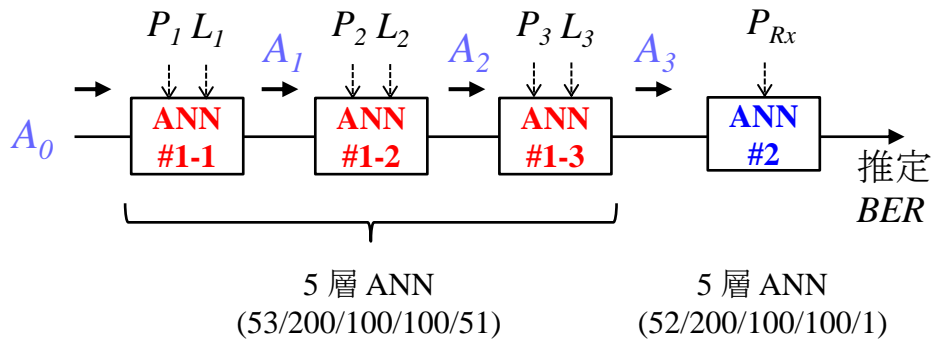 P1 L1
P2 L2
P3 L3
PRx
A0
A1
A2
A3
ANN
#1-1
ANN
#1-2
ANN
#1-3
ANN
#2
推定
BER
5 層 ANN
(53/200/100/100/51)
5 層 ANN
(52/200/100/100/1)